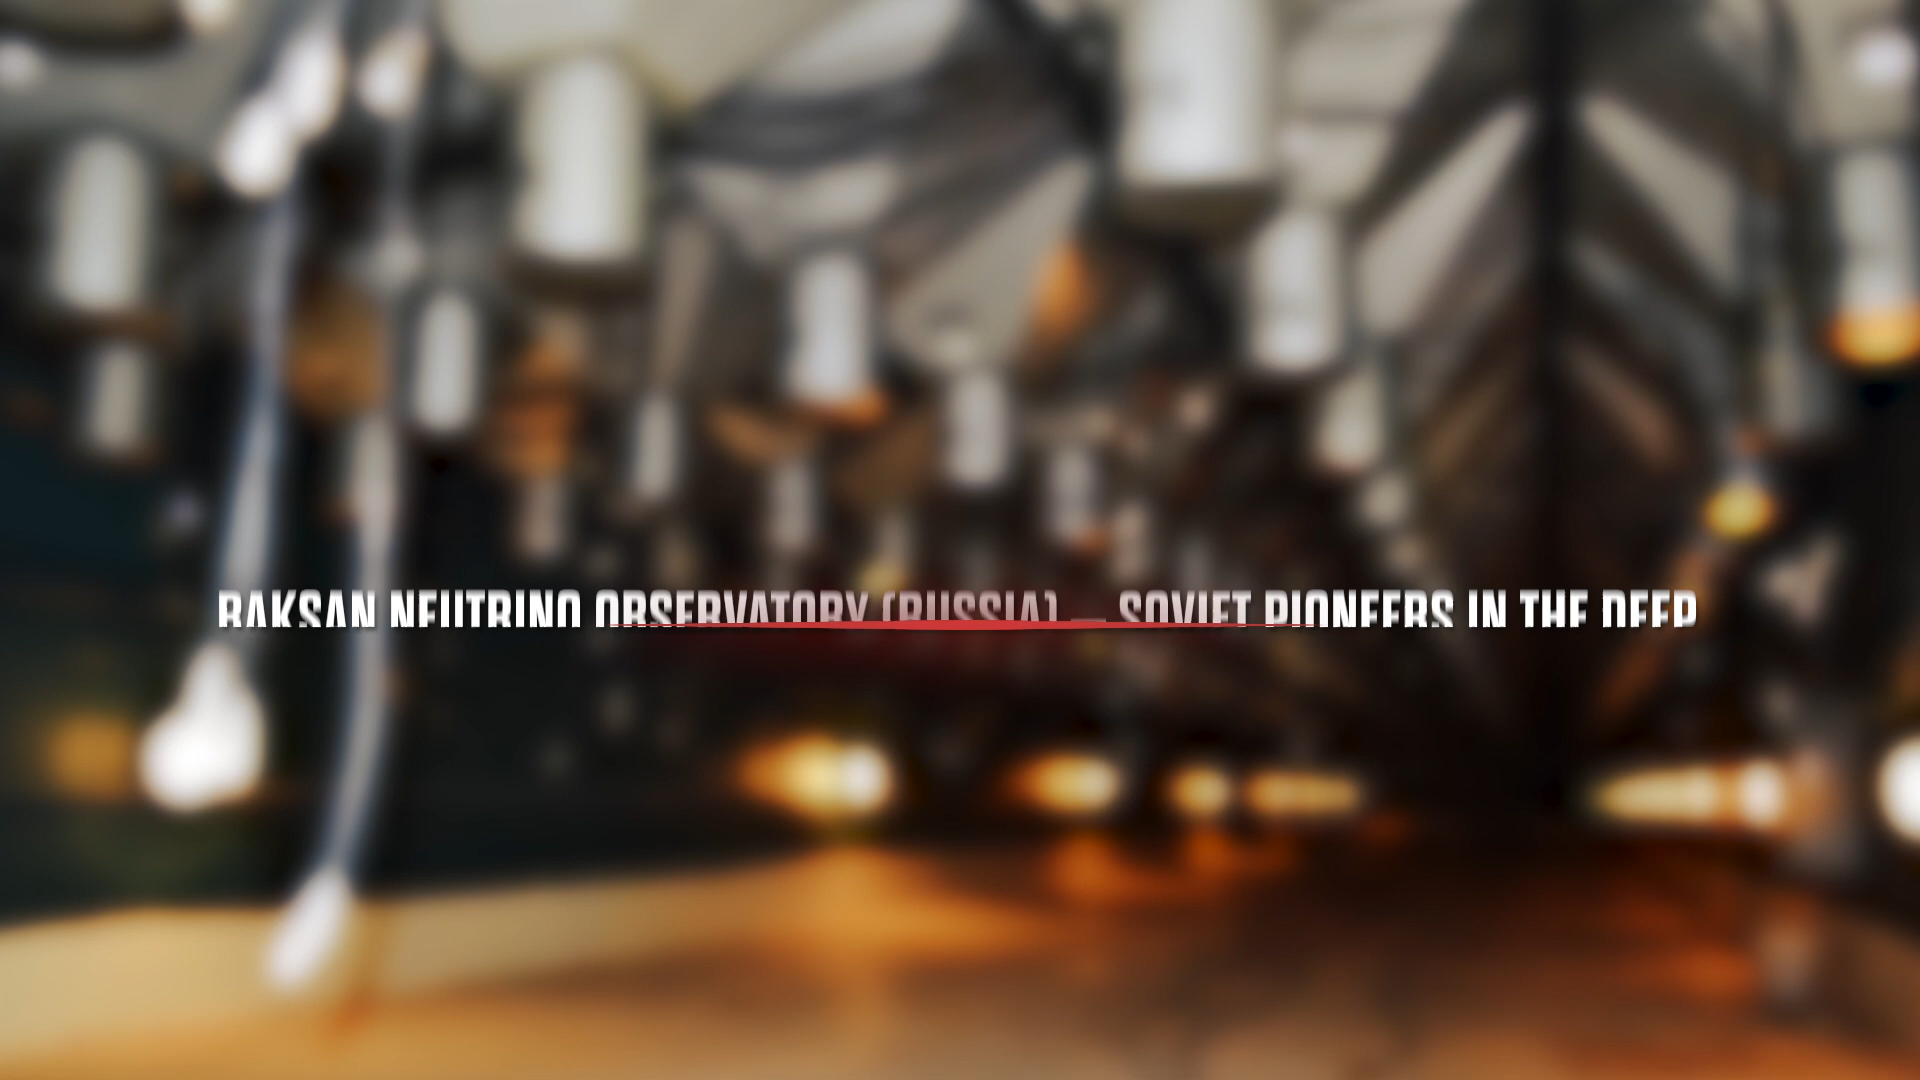 BAKSAN NEUTRINO OBSERVATORY (RUSSIA) — SOVIET PIONEERS IN THE DEEP